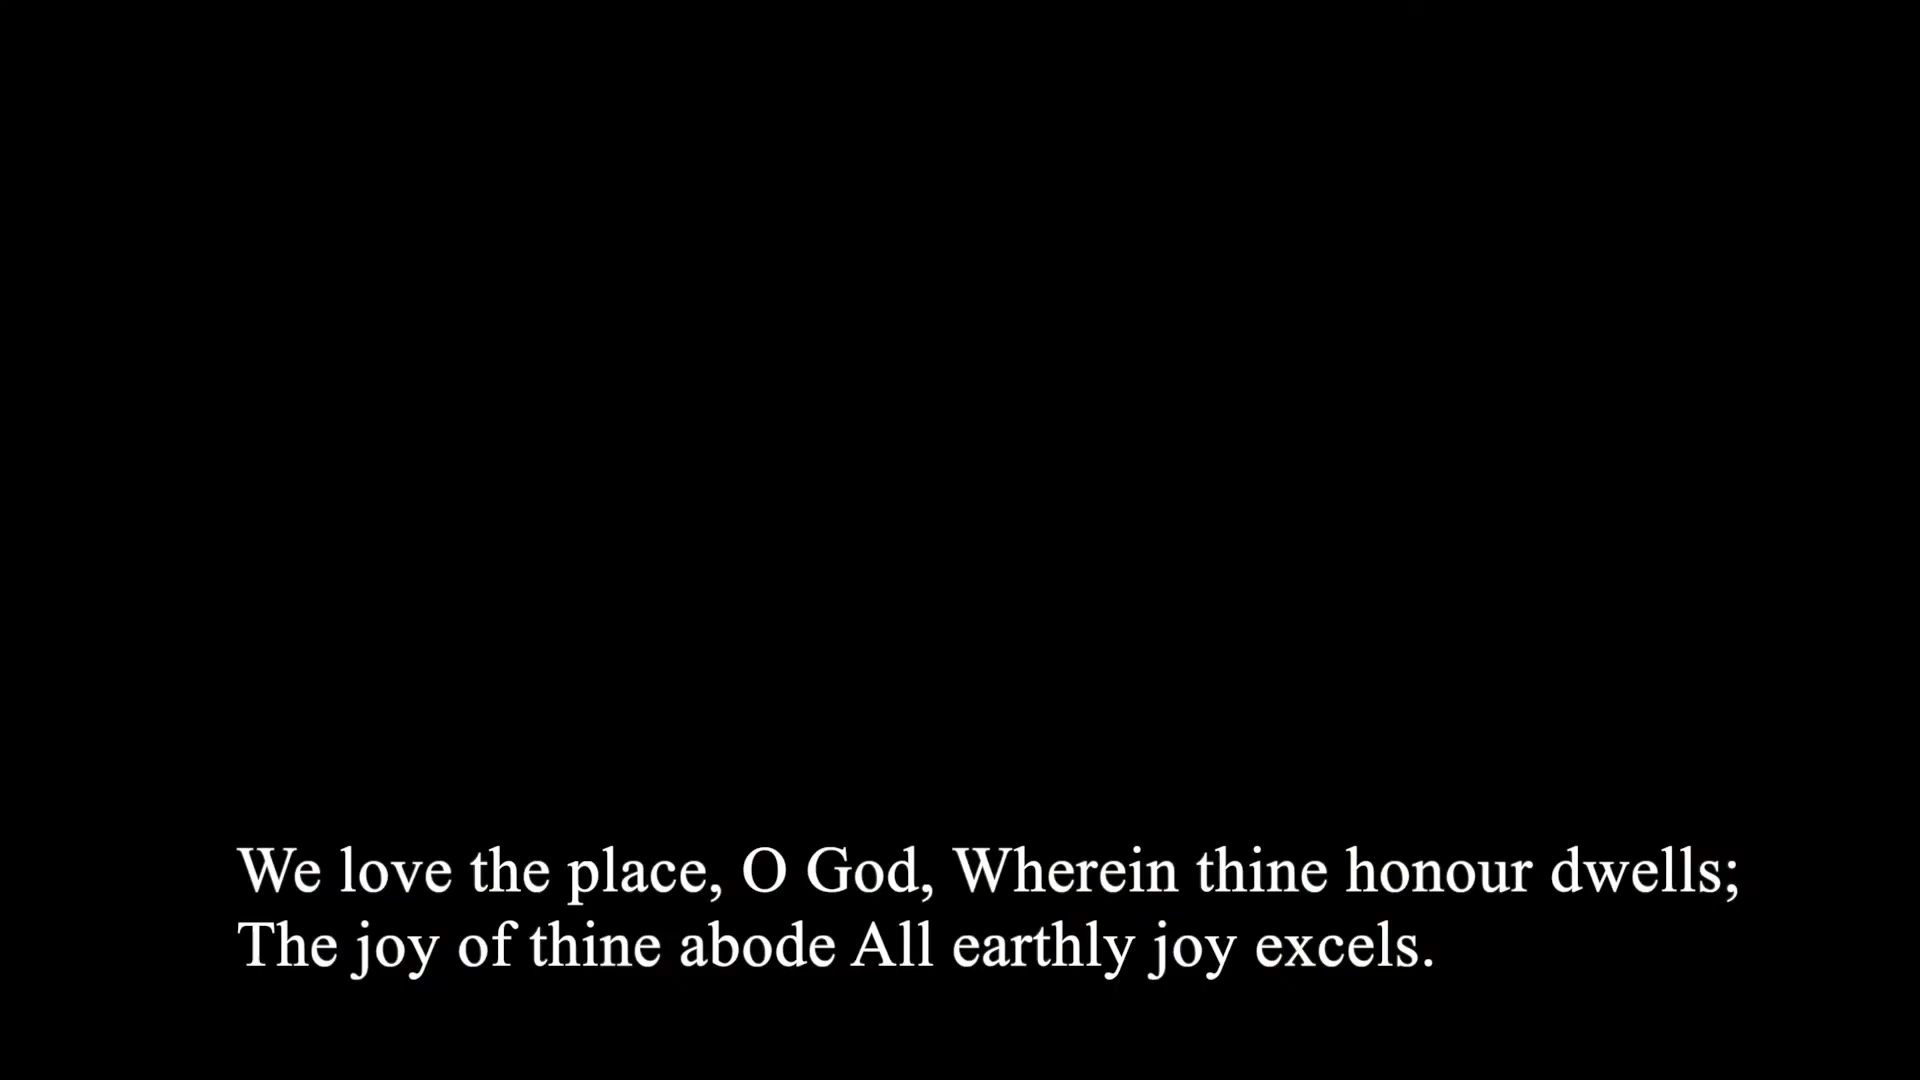 We love the place, O God, Wherein thine honour dwells;
The joy of thine abode All earthly joy excels.